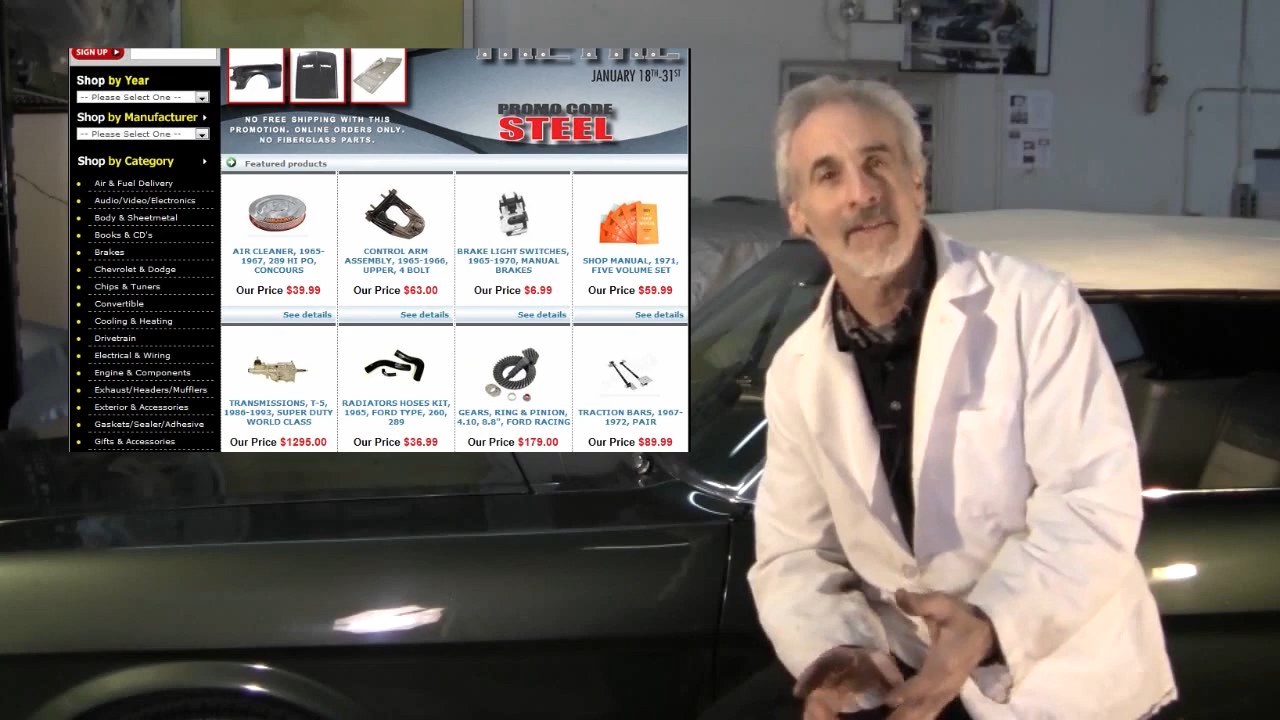 SIGN UP
Shop by Year
-- Please Select One --
Shop by Manufacturer
-- Please Select One --
Shop by Category
Air & Fuel Delivery
Audio/Video/Electronics
Body & Sheetmetal
Books & CD's
Brakes
Chevrolet & Dodge
Chips & Tuners
Convertible
Cooling & Heating
Drivetrain
Electrical & Wiring
Engine & Components
Exhaust/Headers/Mufflers
Exterior & Accessories
Gaskets/Sealer/Adhesive
Gifts & Accessories
JANUARY 18TH-31ST
PROMO CODE
STEEL
NO FREE SHIPPING WITH THIS
PROMOTION. ONLINE ORDERS ONLY.
NO FIBERGLASS PARTS.
Featured products
AIR CLEANER, 1965-
1967, 289 HI PO,
CONCOURS
Our Price $39.99
See details
CONTROL ARM
ASSEMBLY, 1965-1966,
UPPER, 4 BOLT
Our Price $63.00
See details
BRAKE LIGHT SWITCHES,
1965-1970, MANUAL
BRAKES
Our Price $6.99
See details
SHOP MANUAL, 1971,
FIVE VOLUME SET
Our Price $59.99
See details
TRANSMISSIONS, T-5,
1986-1993, SUPER DUTY
WORLD CLASS
Our Price $1295.00
RADIATORS HOSES KIT,
1965, FORD TYPE, 260,
289
Our Price $36.99
GEARS, RING & PINION,
4.10, 8.8", FORD RACING
Our Price $179.00
TRACTION BARS, 1967-
1972, PAIR
Our Price $89.99